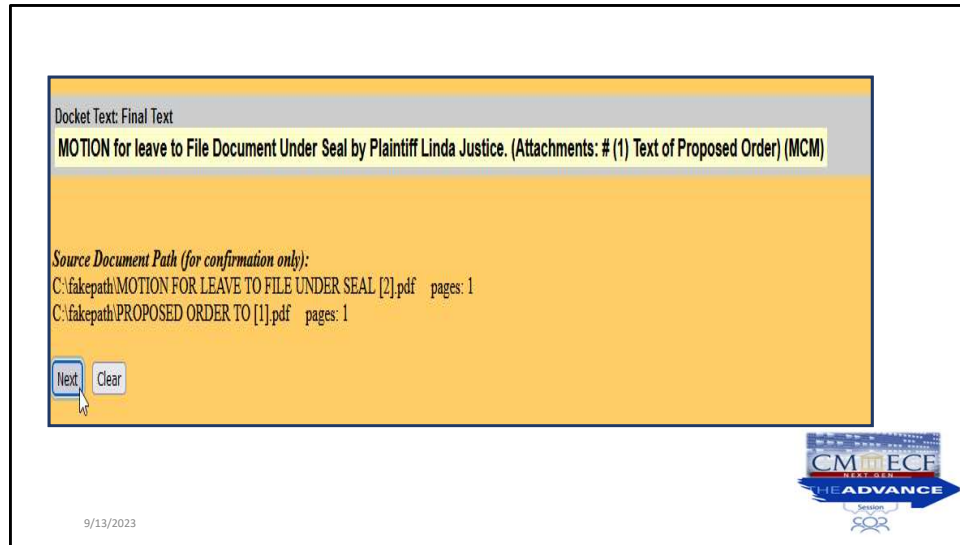 Docket Text: Final Text
MOTION for leave to File Document Under Seal by Plaintiff Linda Justice. (Attachments: # (1) Text of Proposed Order) (MCM)
Source Document Path (for confirmation only):
C:\fakepath\MOTION FOR LEAVE TO FILE UNDER SEAL [2].pdf pages: 1
C:\fakepath\PROPOSED ORDER TO [1].pdf pages: 1
Next Clear
CM ECF
NEXT GEN
THE ADVANCE
Session
9/13/2023